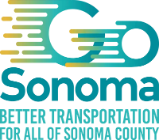 Go
Sonoma
BETTER TRANSPORTATION
FOR ALL OF SONOMA COUNTY